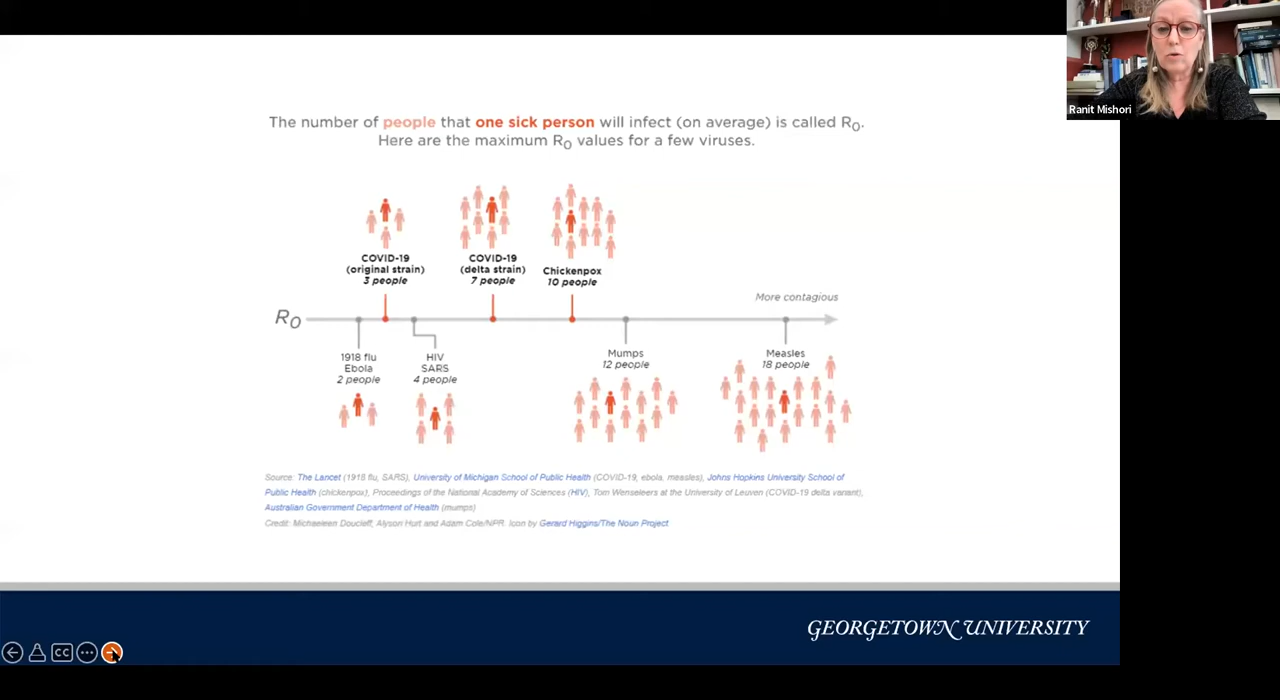 Ranit Mishori
The number of people that one sick person will infect (on average) is called R0.
Here are the maximum R0 values for a few viruses.
COVID-19
(original strain)
3 people
COVID-19
(delta strain)
7 people
Chickenpox
10 people
More contagious
R0
1918 flu
Ebola
2 people
HIV
SARS
4 people
Mumps
12 people
Measles
18 people
Source: The Lancet (1918 flu, SARS), University of Michigan School of Public Health (COVID-19, ebola, measles), Johns Hopkins University School of
Public Health (chickenpox), Proceedings of the National Academy of Sciences (HIV), Tom Wenseleers at the University of Leuven (COVID-19 delta variant),
Australian Government Department of Health (mumps)
Credit: Michaeleen Doucleff, Alyson Hurt and Adam Cole/NPR. Icon by Gerard Higgins/The Noun Project
GEORGETOWN UNIVERSITY
CC